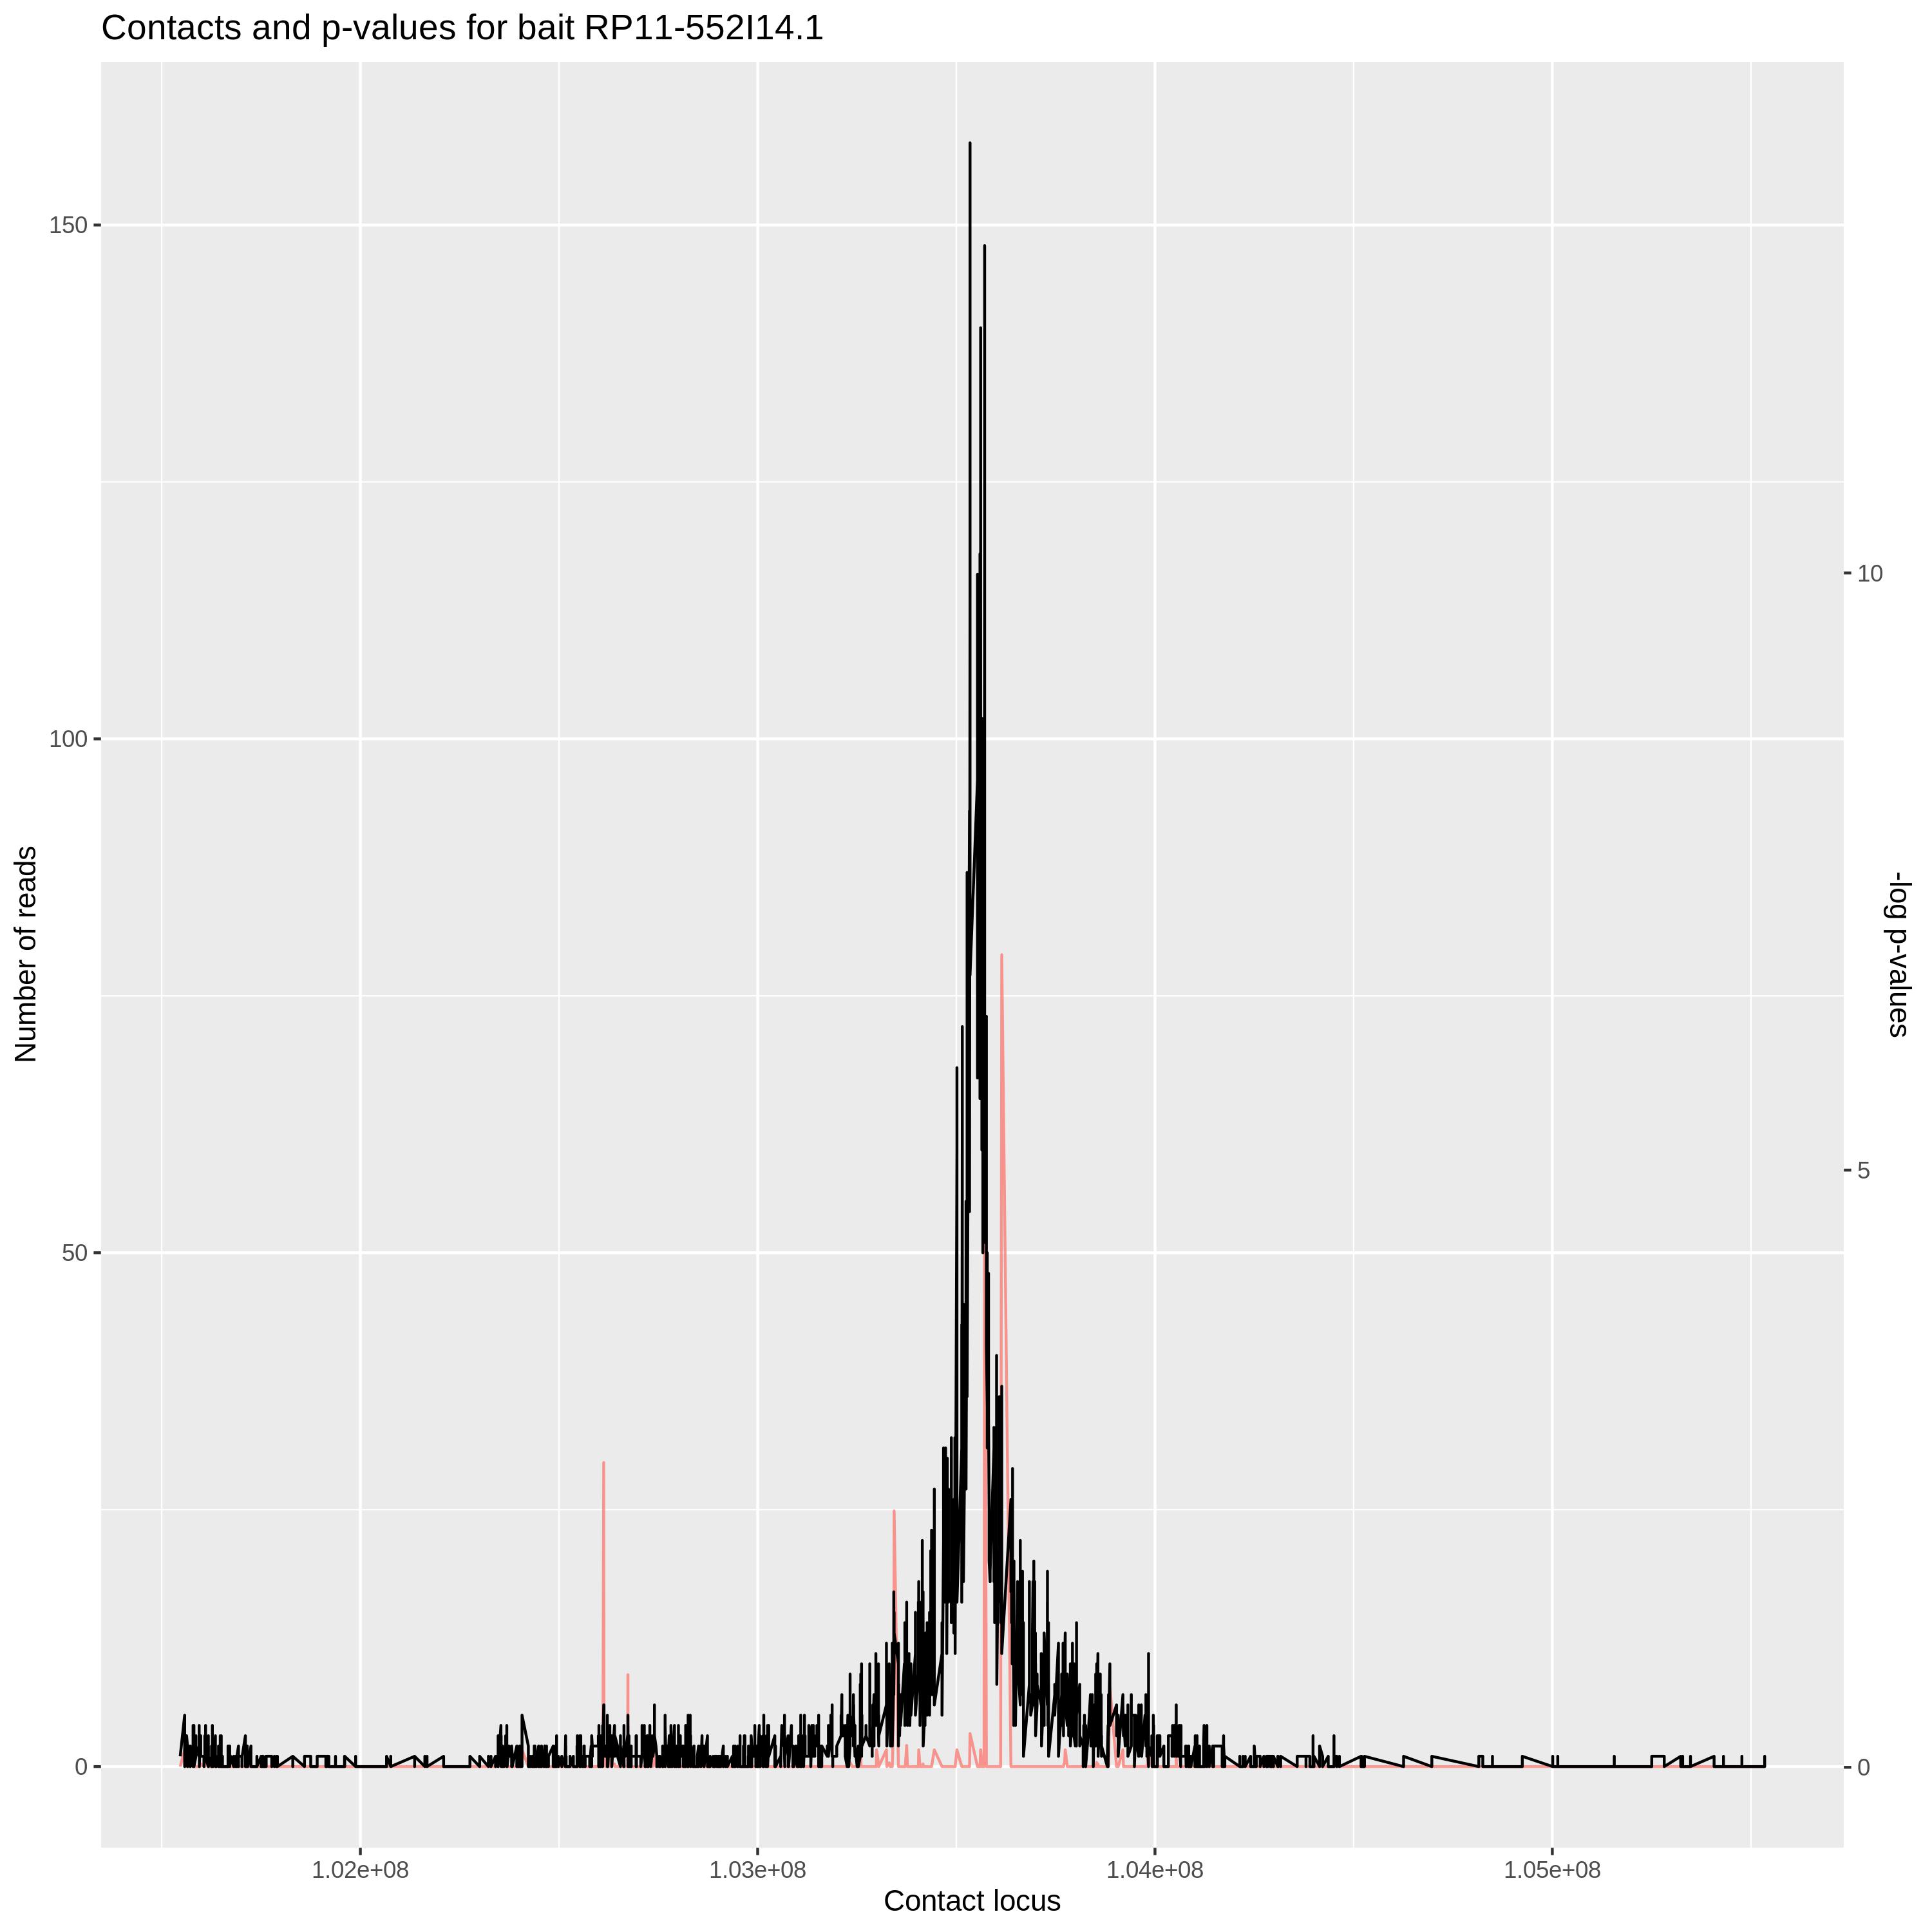 Contacts and p-values for bait RP11-552I14.1
150
100
50
0
Number of reads
10
5
0
-log p-values
1.02e+08
1.03e+08
1.04e+08
1.05e+08
Contact locus